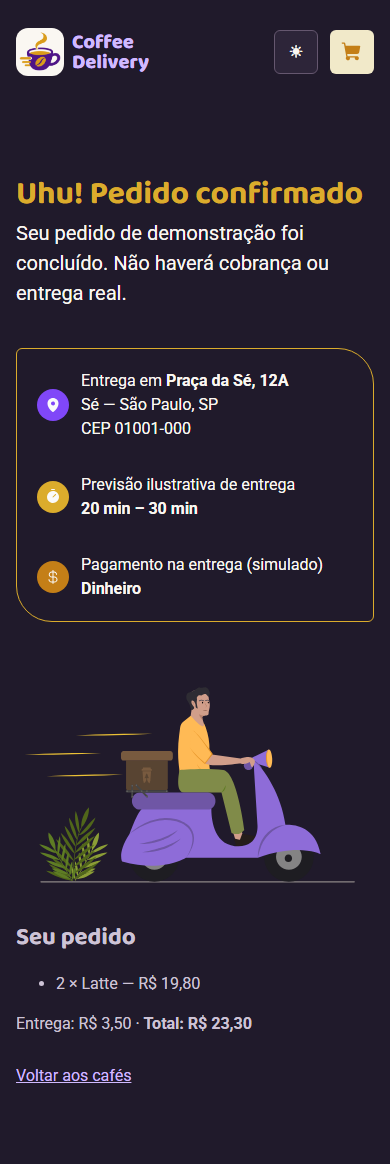 Coffee
Delivery
Uhu! Pedido confirmado
Seu pedido de demonstração foi
concluído. Não haverá cobrança ou
entrega real.
Entrega em Praça da Sé, 12A
Sé — São Paulo, SP
CEP 01001-000
Previsão ilustrativa de entrega
20 min – 30 min
Pagamento na entrega (simulado)
Dinheiro
Seu pedido
• 2 × Latte — R$ 19,80
Entrega: R$ 3,50 · Total: R$ 23,30
Voltar aos cafés